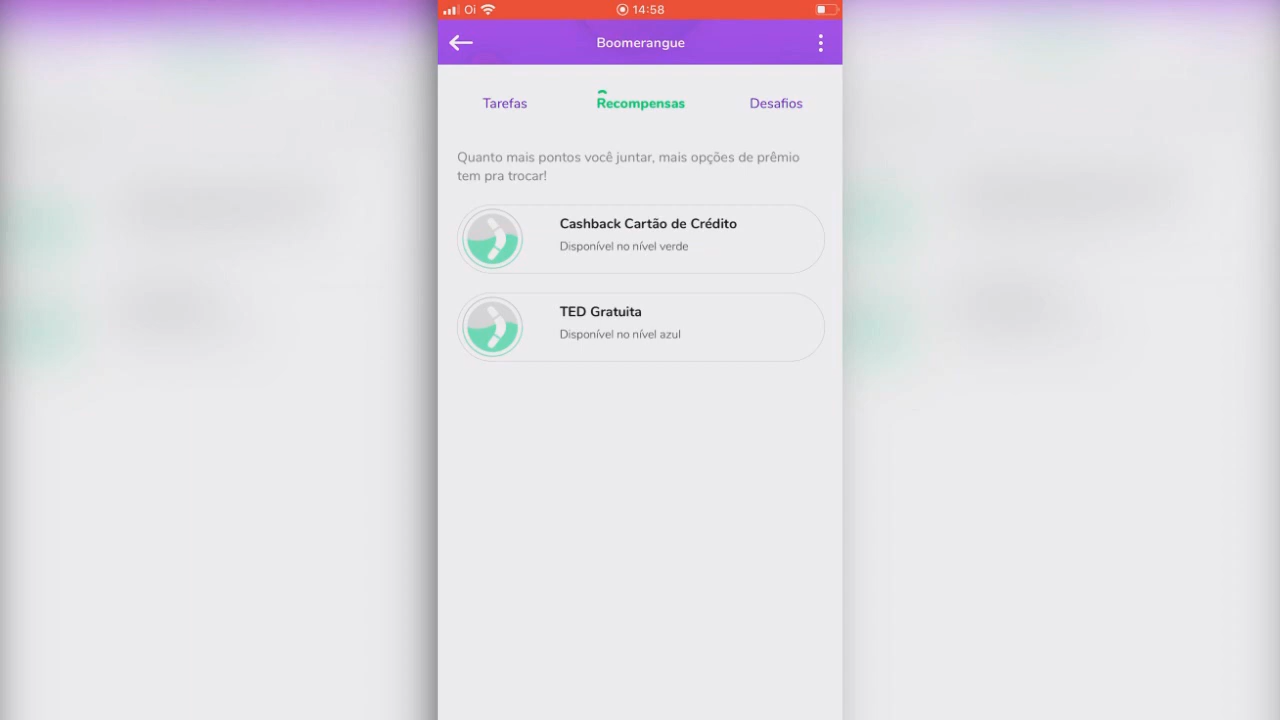 Oi 14:58
Boomerangue
Tarefas Recompensas Desafios
Quanto mais pontos você juntar, mais opções de prêmio
tem pra trocar!
Cashback Cartão de Crédito
Disponível no nível verde
TED Gratuita
Disponível no nível azul